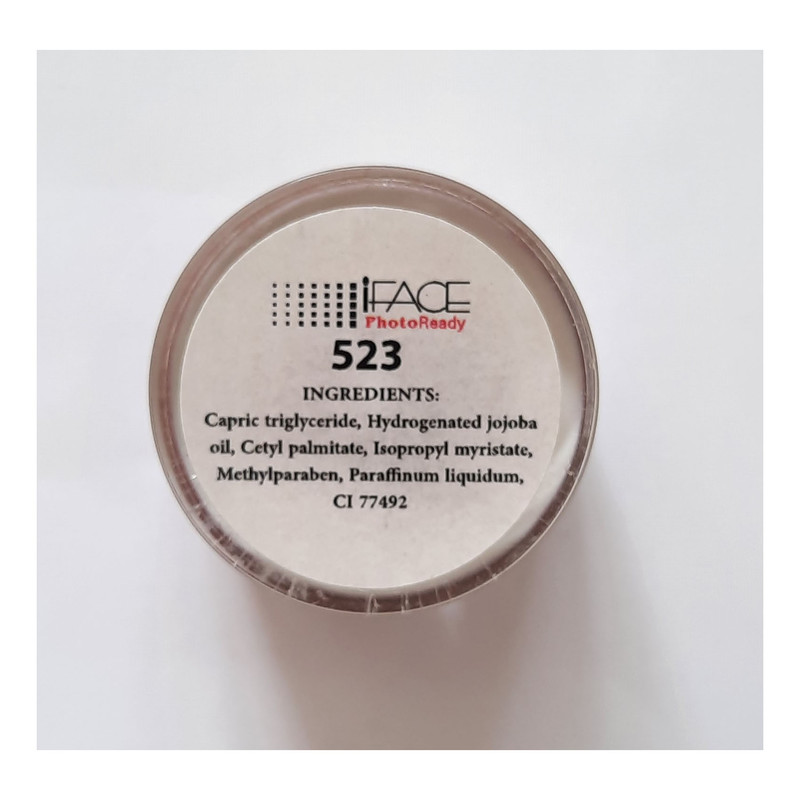 iFACE
PhotoReady
523
INGREDIENTS:
Capric triglyceride, Hydrogenated jojoba
oil, Cetyl palmitate, Isopropyl myristate,
Methylparaben, Paraffinum liquidum,
CI 77492